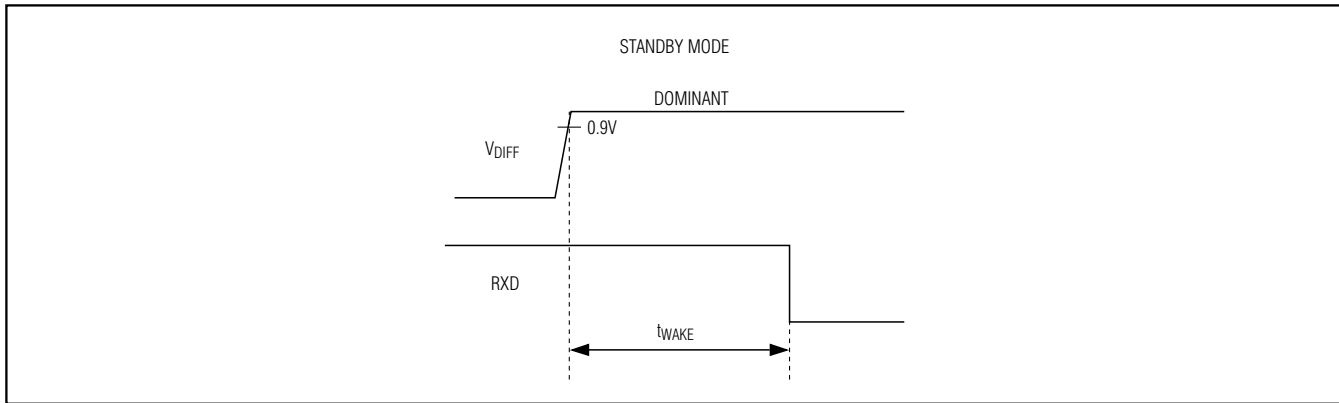 STANDBY MODE
DOMINANT
0.9V
VDIFF
RXD
tWAKE